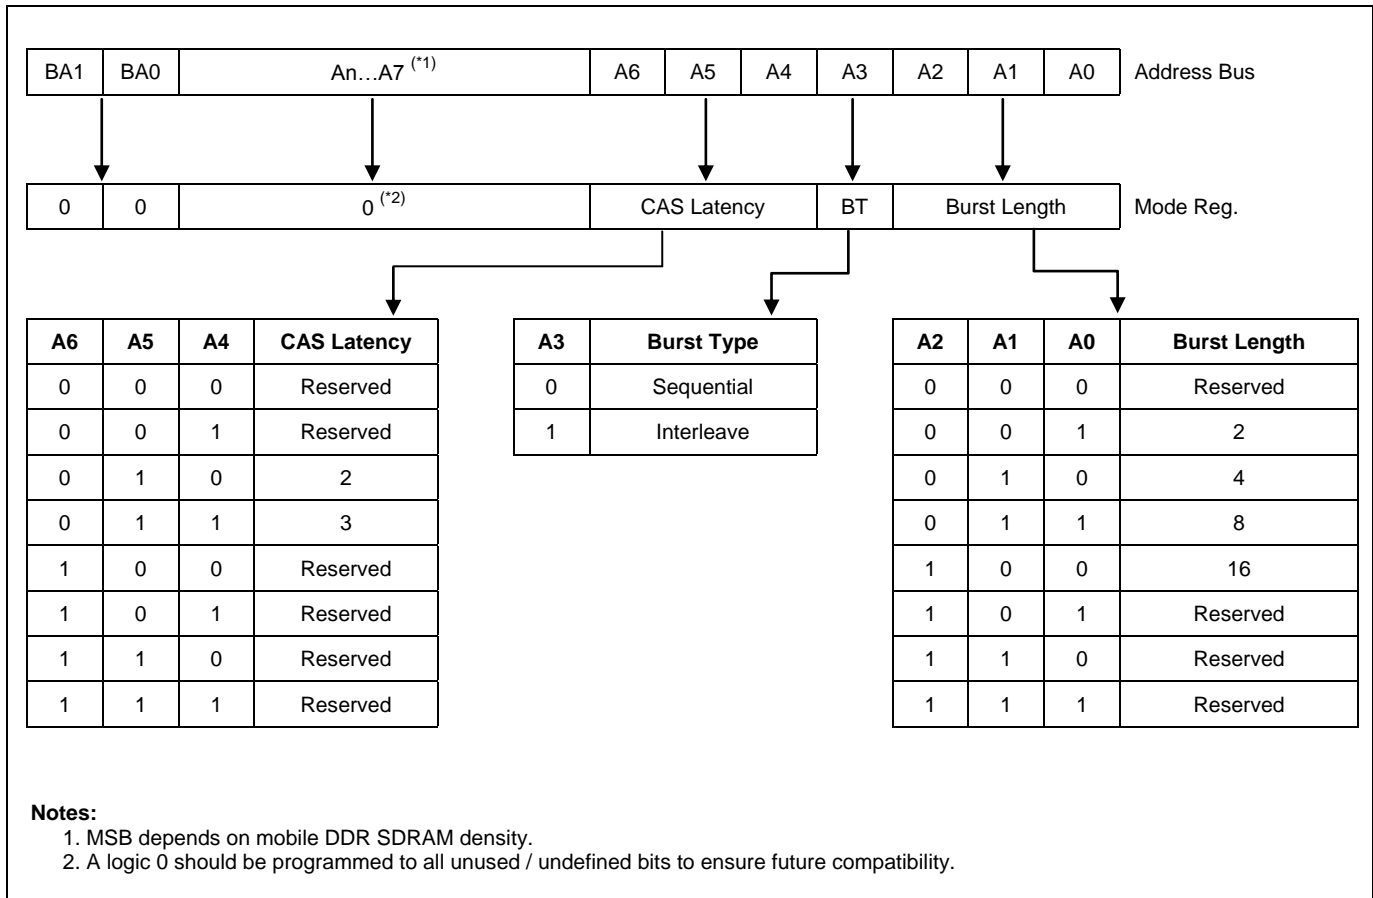 BA1 BA0 An…A7 (*1) A6 A5 A4 A3 A2 A1 A0 Address Bus
0 0 0 (*2) CAS Latency BT Burst Length Mode Reg.
A6 A5 A4 CAS Latency A3 Burst Type A2 A1 A0 Burst Length
0 0 0 Reserved 0 Sequential 0 0 0 Reserved
0 0 1 Reserved 1 Interleave 0 0 1 2
0 1 0 2 0 1 0 4
0 1 1 3 0 1 1 8
1 0 0 Reserved 1 0 0 16
1 0 1 Reserved 1 0 1 Reserved
1 1 0 Reserved 1 1 0 Reserved
1 1 1 Reserved 1 1 1 Reserved
Notes:
1. MSB depends on mobile DDR SDRAM density.
2. A logic 0 should be programmed to all unused / undefined bits to ensure future compatibility.